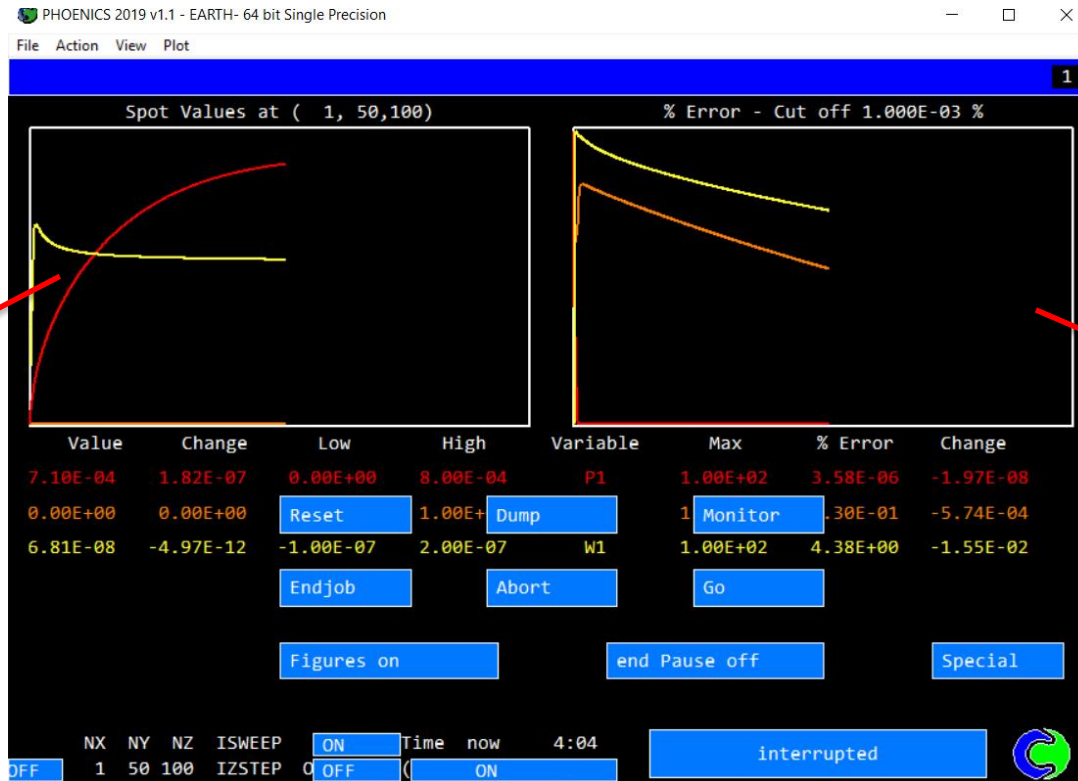 PHOENICS 2019 v1.1 - EARTH- 64 bit Single Precision
File Action View Plot
1
Spot Values at ( 1, 50,100)
% Error - Cut off 1.000E-03 %
Value Change Low High Variable Max % Error Change
7.10E-04 1.82E-07 0.00E+00 8.00E-04 P1 1.00E+02 3.58E-06 -1.97E-08
0.00E+00 0.00E+00 Reset 1.00E+ Dump 1 Monitor .30E-01 -5.74E-04
6.81E-08 -4.97E-12 -1.00E-07 2.00E-07 W1 1.00E+02 4.38E+00 -1.55E-02
Endjob Abort Go
Figures on end Pause off Special
NX NY NZ ISWEEP ON Time now 4:04
interrupted
OFF 1 50 100 IZSTEP OFF ( ON